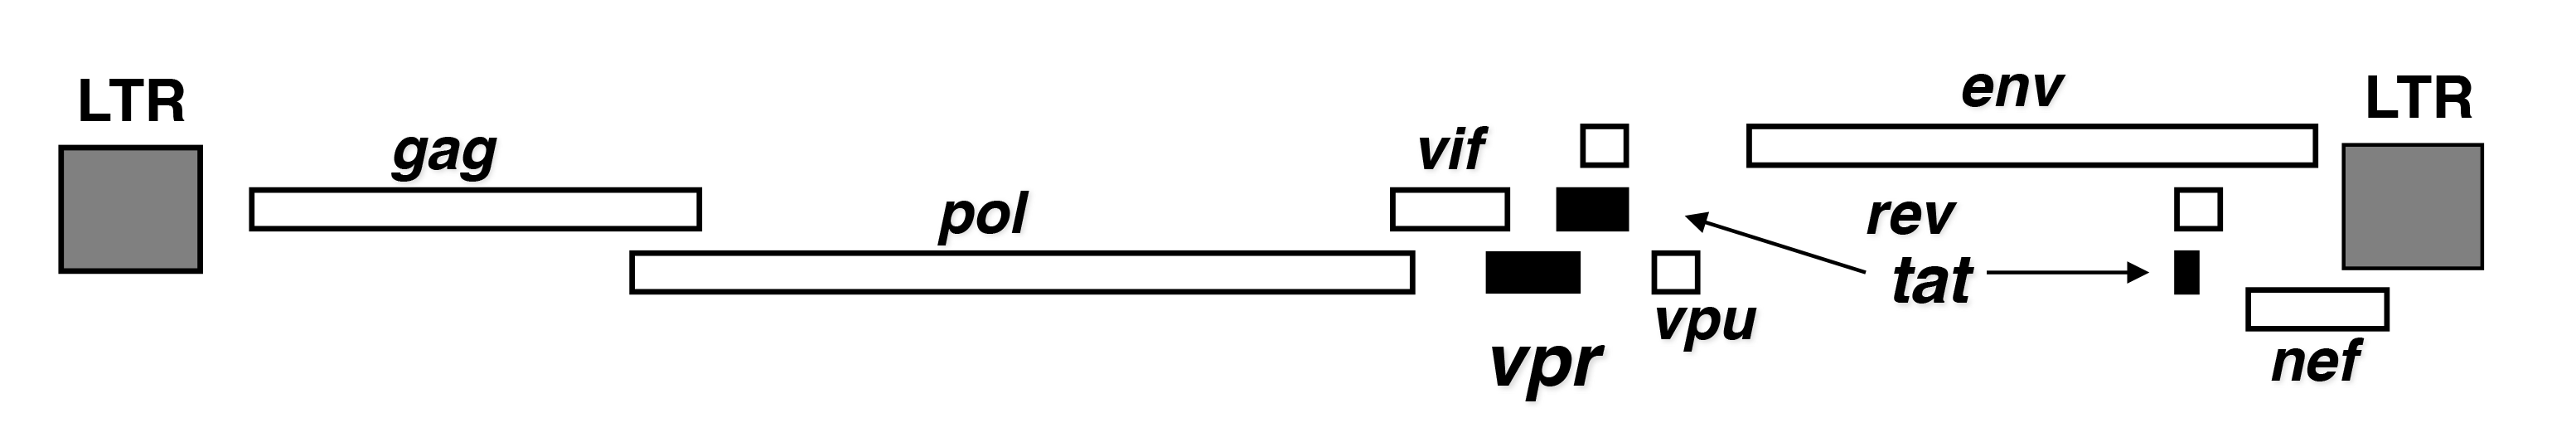 LTR
gag
pol
vif
vpr
vpu
env
rev
tat
LTR
nef